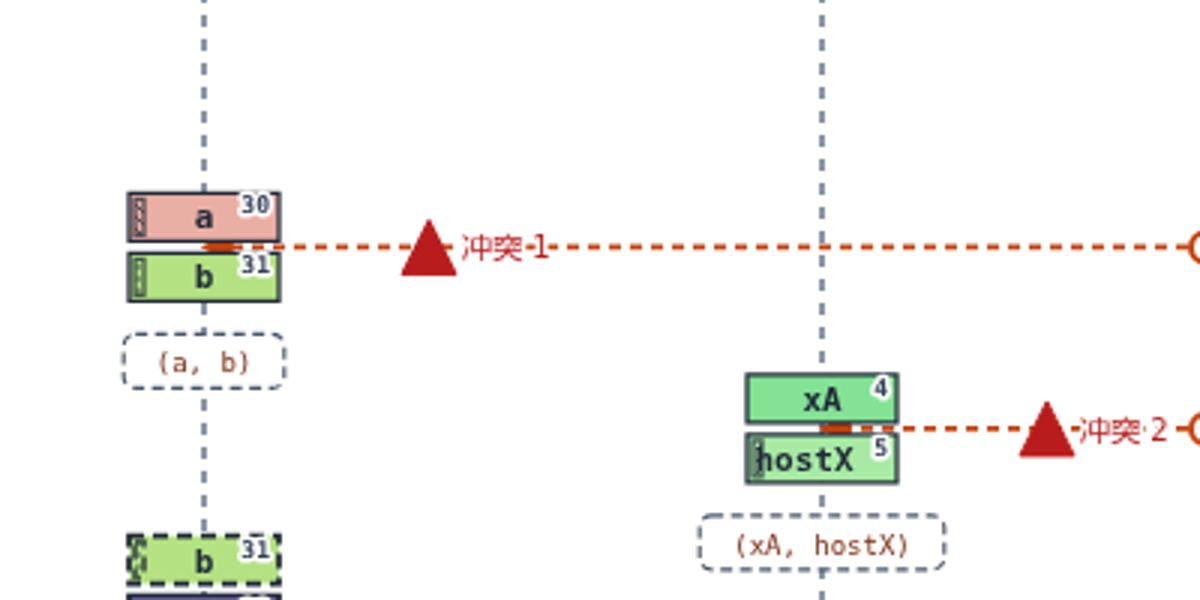 a 30
冲突 1
b 31
(a, b)
xA 4
冲突 2
hostX 5
(xA, hostX)
b 31